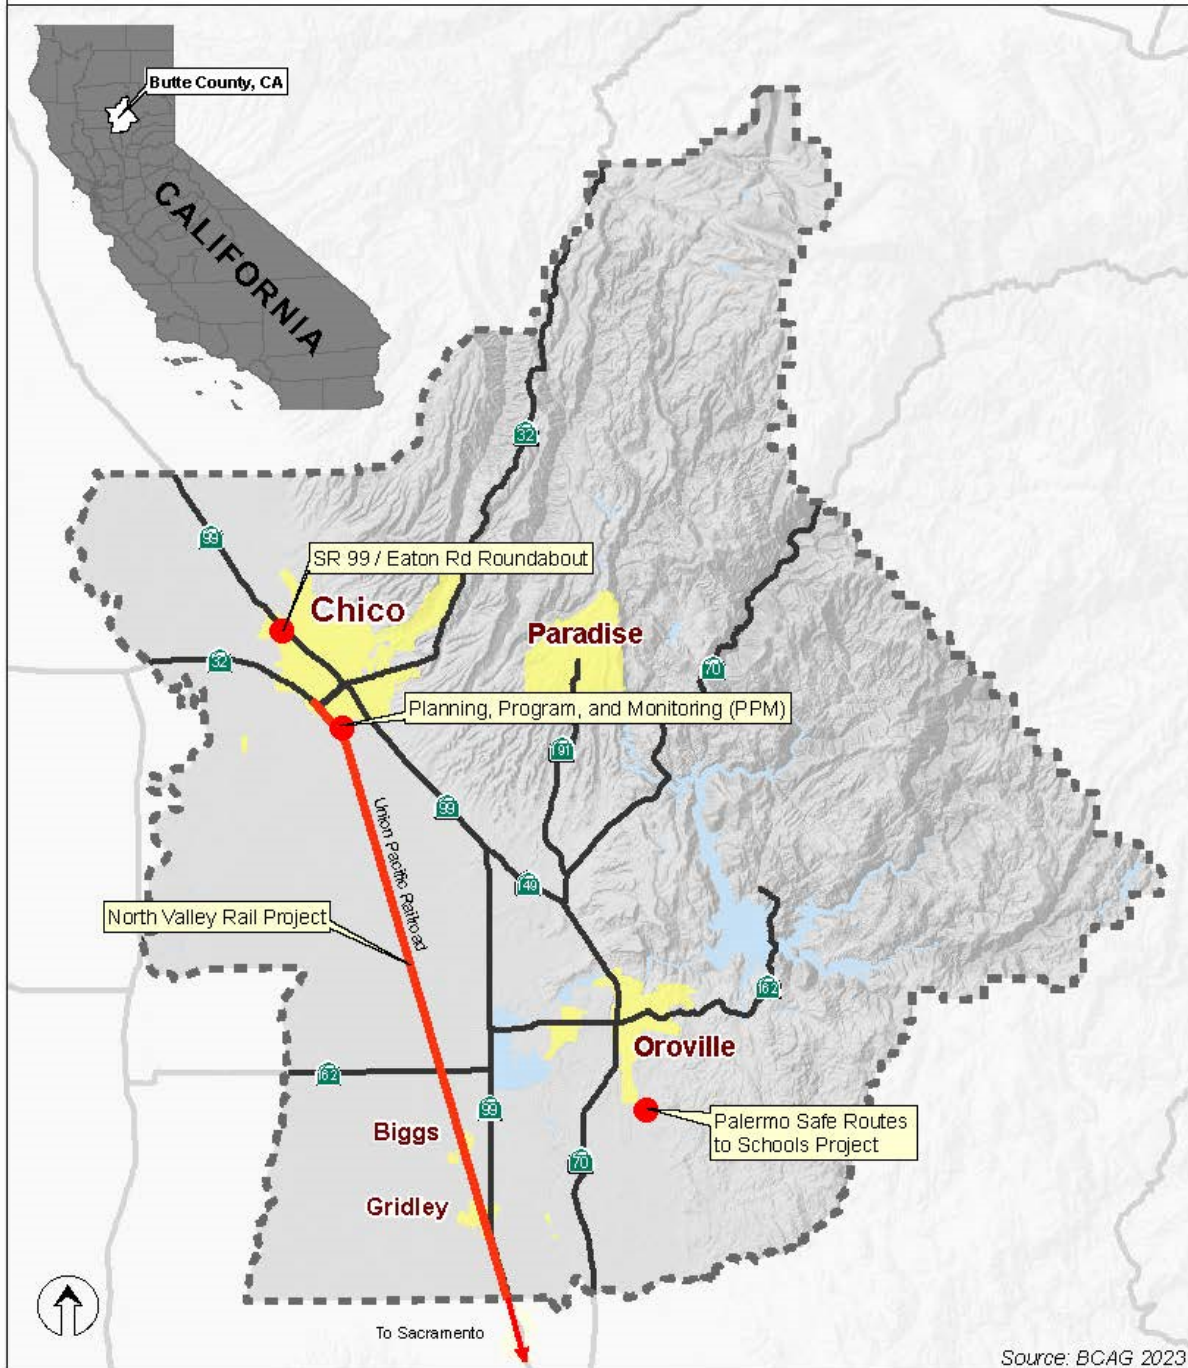 Butte County, CA
CALIFORNIA
32
99
SR 99 / Eaton Rd Roundabout
Chico
Paradise
32
70
Planning, Program, and Monitoring (PPM)
191
99
Union Pacific Railroad
149
North Valley Rail Project
162
Oroville
162
99
Palermo Safe Routes
to Schools Project
Biggs
70
Gridley
To Sacramento
Source: BCAG 2023